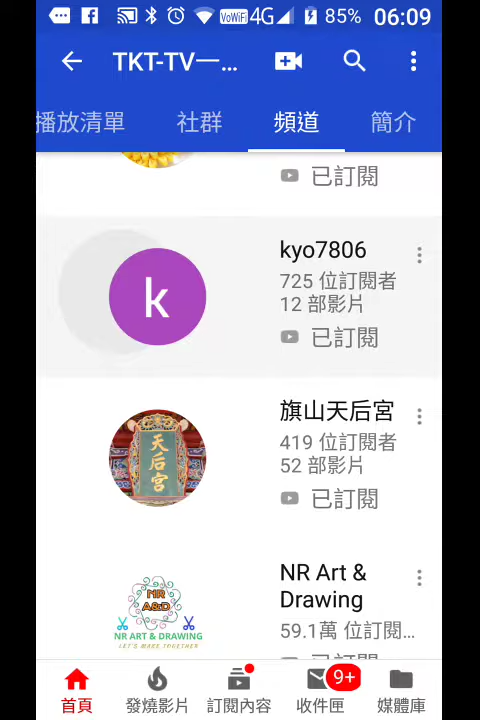 VoWiFi 4G 85% 06:09
TKT-TV一...
播放清單 社群 頻道 簡介
已訂閱
k
kyo7806
725 位訂閱者
12 部影片
已訂閱
天后宮
旗山天后宮
419 位訂閱者
52 部影片
已訂閱
NR
A&D
NR ART & DRAWING
LET'S MAKE TOGETHER
NR Art &
Drawing
59.1萬 位訂閱...
已訂閱
9+
首頁 發燒影片 訂閱內容 收件匣 媒體庫